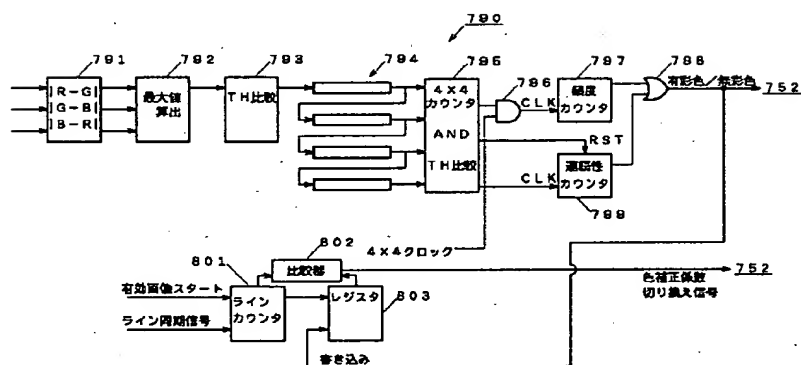 790
791
792
793
794
795
796
797
798
|R-G|
|G-B|
|B-R|
最大値
算出
TH比較
4×4
カウンタ
AND
TH比較
CLK
頻度
カウンタ
有彩色/無彩色
752
RST
CLK
連続性
カウンタ
799
4×4クロック
802
801
比較部
752
有効画像スタート
ライン
カウンタ
レジスタ
803
色補正係数
切り換え信号
ライン同期信号
書き込み